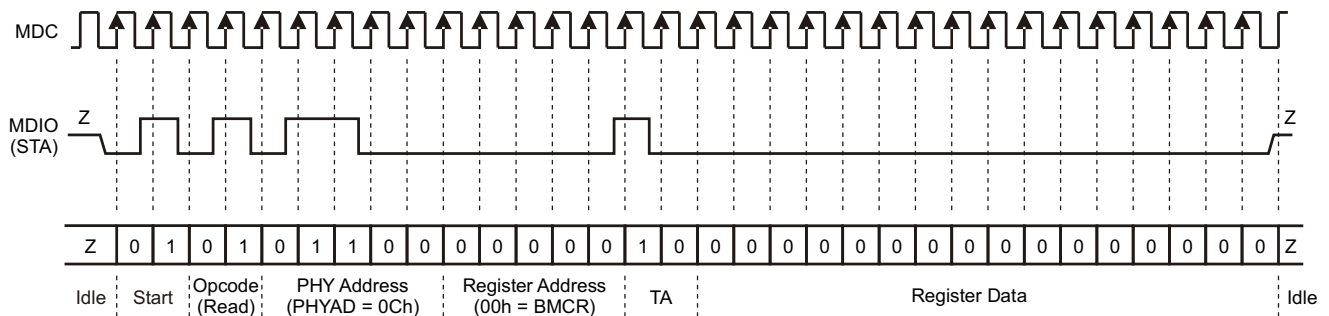 MDC
Z Z
MDIO
(STA)
Z 0 1 0 1 0 1 1 0 0 0 0 0 0 0 1 0 0 0 0 0 0 0 0 0 0 0 0 0 0 0 0 0 Z
Idle Start Opcode (Read) PHY Address (PHYAD = 0Ch) Register Address (00h = BMCR) TA Register Data Idle